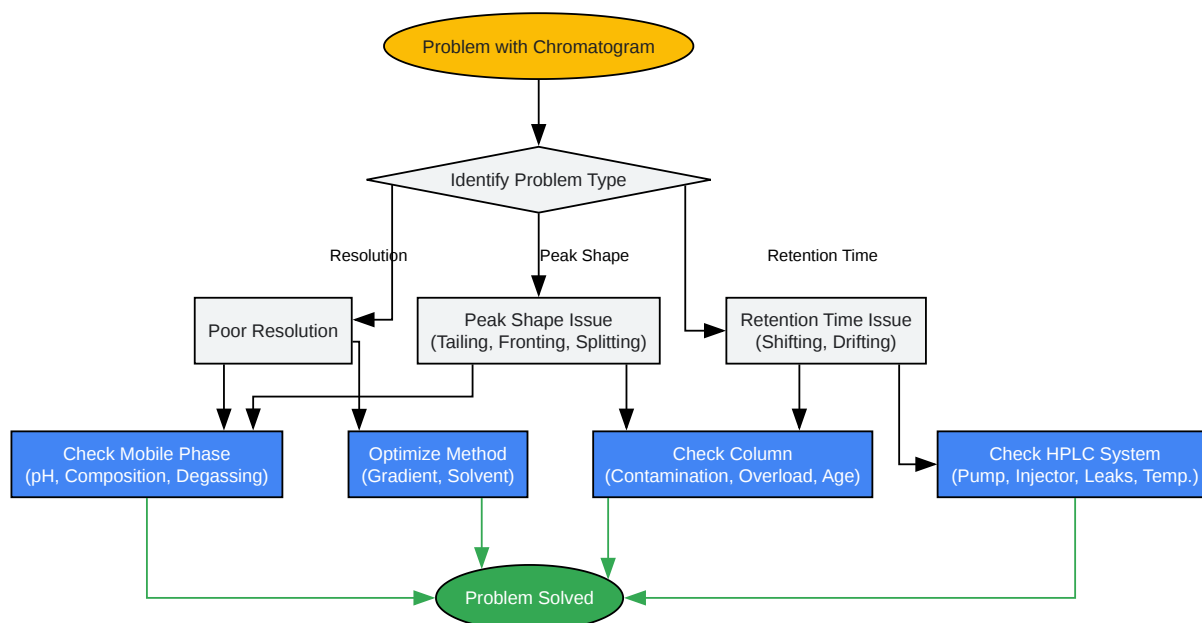 Problem with Chromatogram
Identify Problem Type
Resolution
Peak Shape
Retention Time
Poor Resolution
Peak Shape Issue
(Tailing, Fronting, Splitting)
Retention Time Issue
(Shifting, Drifting)
Check Mobile Phase
(pH, Composition, Degassing)
Optimize Method
(Gradient, Solvent)
Check Column
(Contamination, Overload, Age)
Check HPLC System
(Pump, Injector, Leaks, Temp.)
Problem Solved